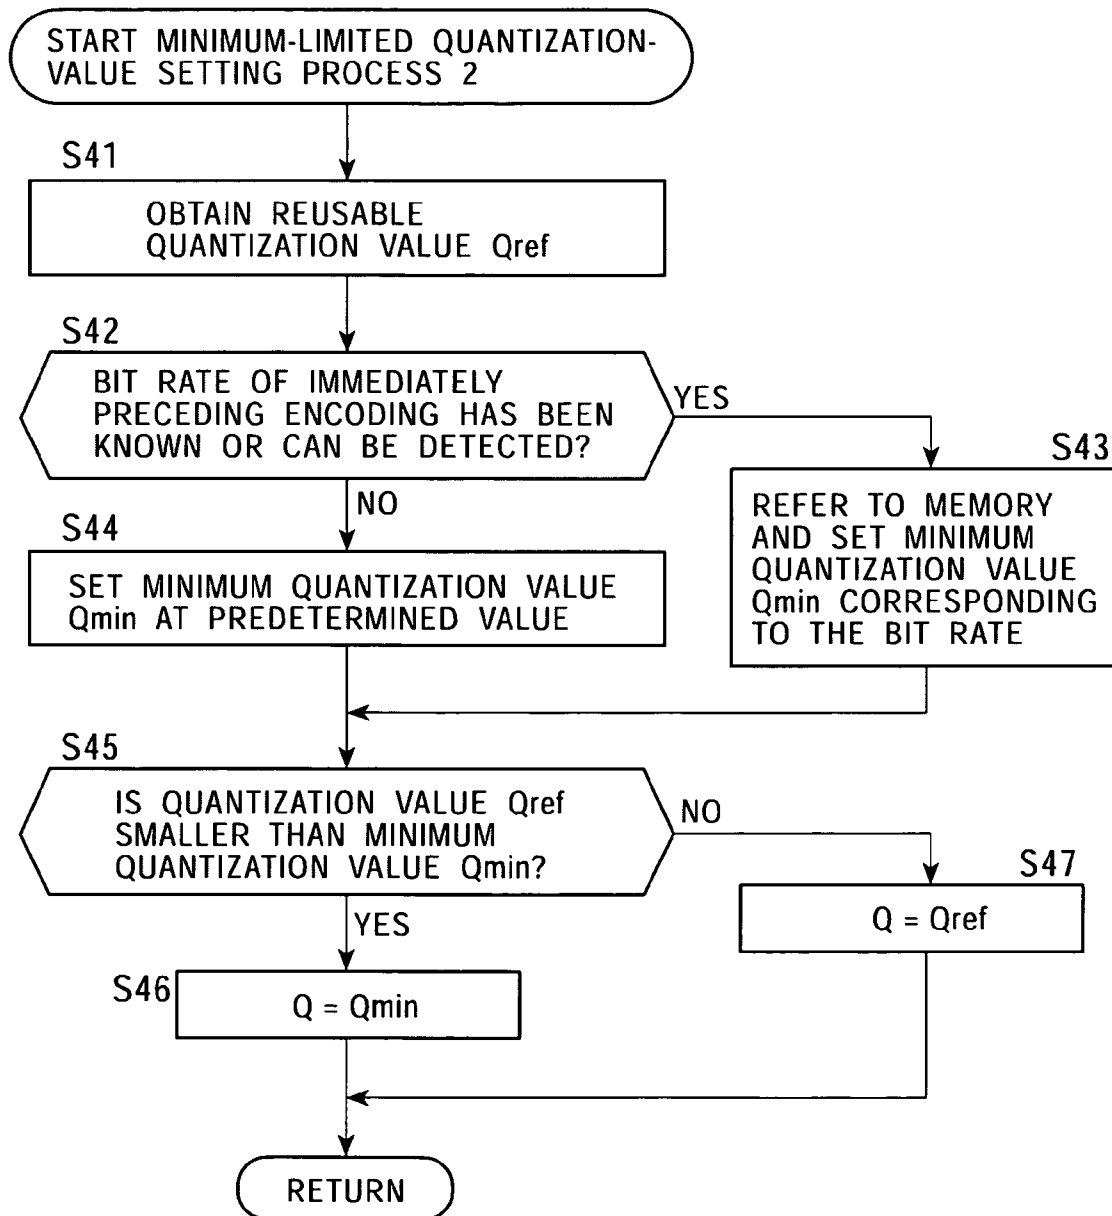 START MINIMUM-LIMITED QUANTIZATION-
VALUE SETTING PROCESS 2
S41
OBTAIN REUSABLE
QUANTIZATION VALUE Qref
S42
BIT RATE OF IMMEDIATELY
PRECEDING ENCODING HAS BEEN
KNOWN OR CAN BE DETECTED?
YES
S43
REFER TO MEMORY
AND SET MINIMUM
QUANTIZATION VALUE
Qmin CORRESPONDING
TO THE BIT RATE
NO
S44
SET MINIMUM QUANTIZATION VALUE
Qmin AT PREDETERMINED VALUE
S45
IS QUANTIZATION VALUE Qref
SMALLER THAN MINIMUM
QUANTIZATION VALUE Qmin?
NO
S47
Q = Qref
YES
S46
Q = Qmin
RETURN